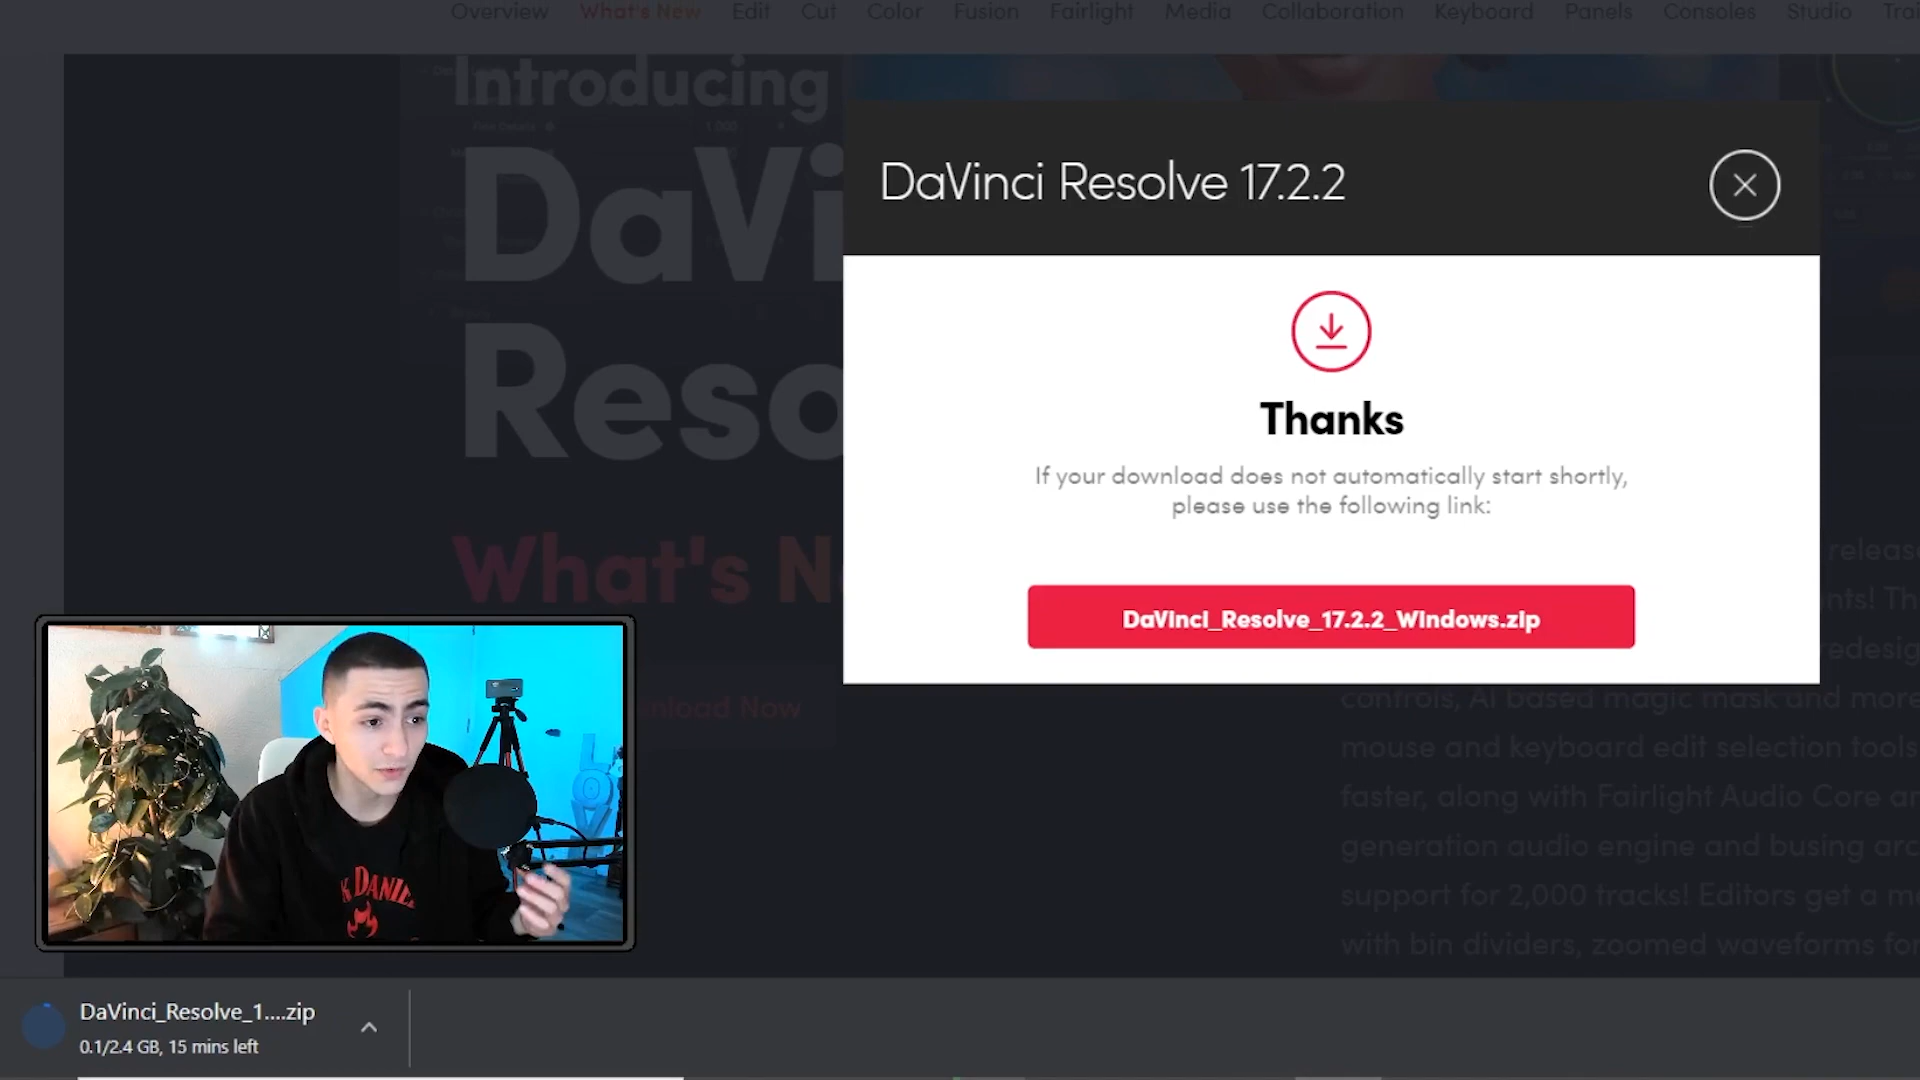 Overview What's New Edit Cut Color Fusion Fairlight Media Collaboration Keyboard Panels Consoles Studio
Introducing
DaVinci Resolve 17.2.2
DaVi
Reso
Thanks
If your download does not automatically start shortly,
please use the following link:
What's N
DaVinci_Resolve_17.2.2_Windows.zip
controls, AI based magic mask and more
mouse and keyboard edit selection tools
faster, along with Fairlight Audio Core
generation audio engine and busing
support for 2,000 tracks! Editors get a
with bin dividers, zoomed waveforms for
DANIE
DaVinci_Resolve_1....zip
0.1/2.4 GB, 15 mins left